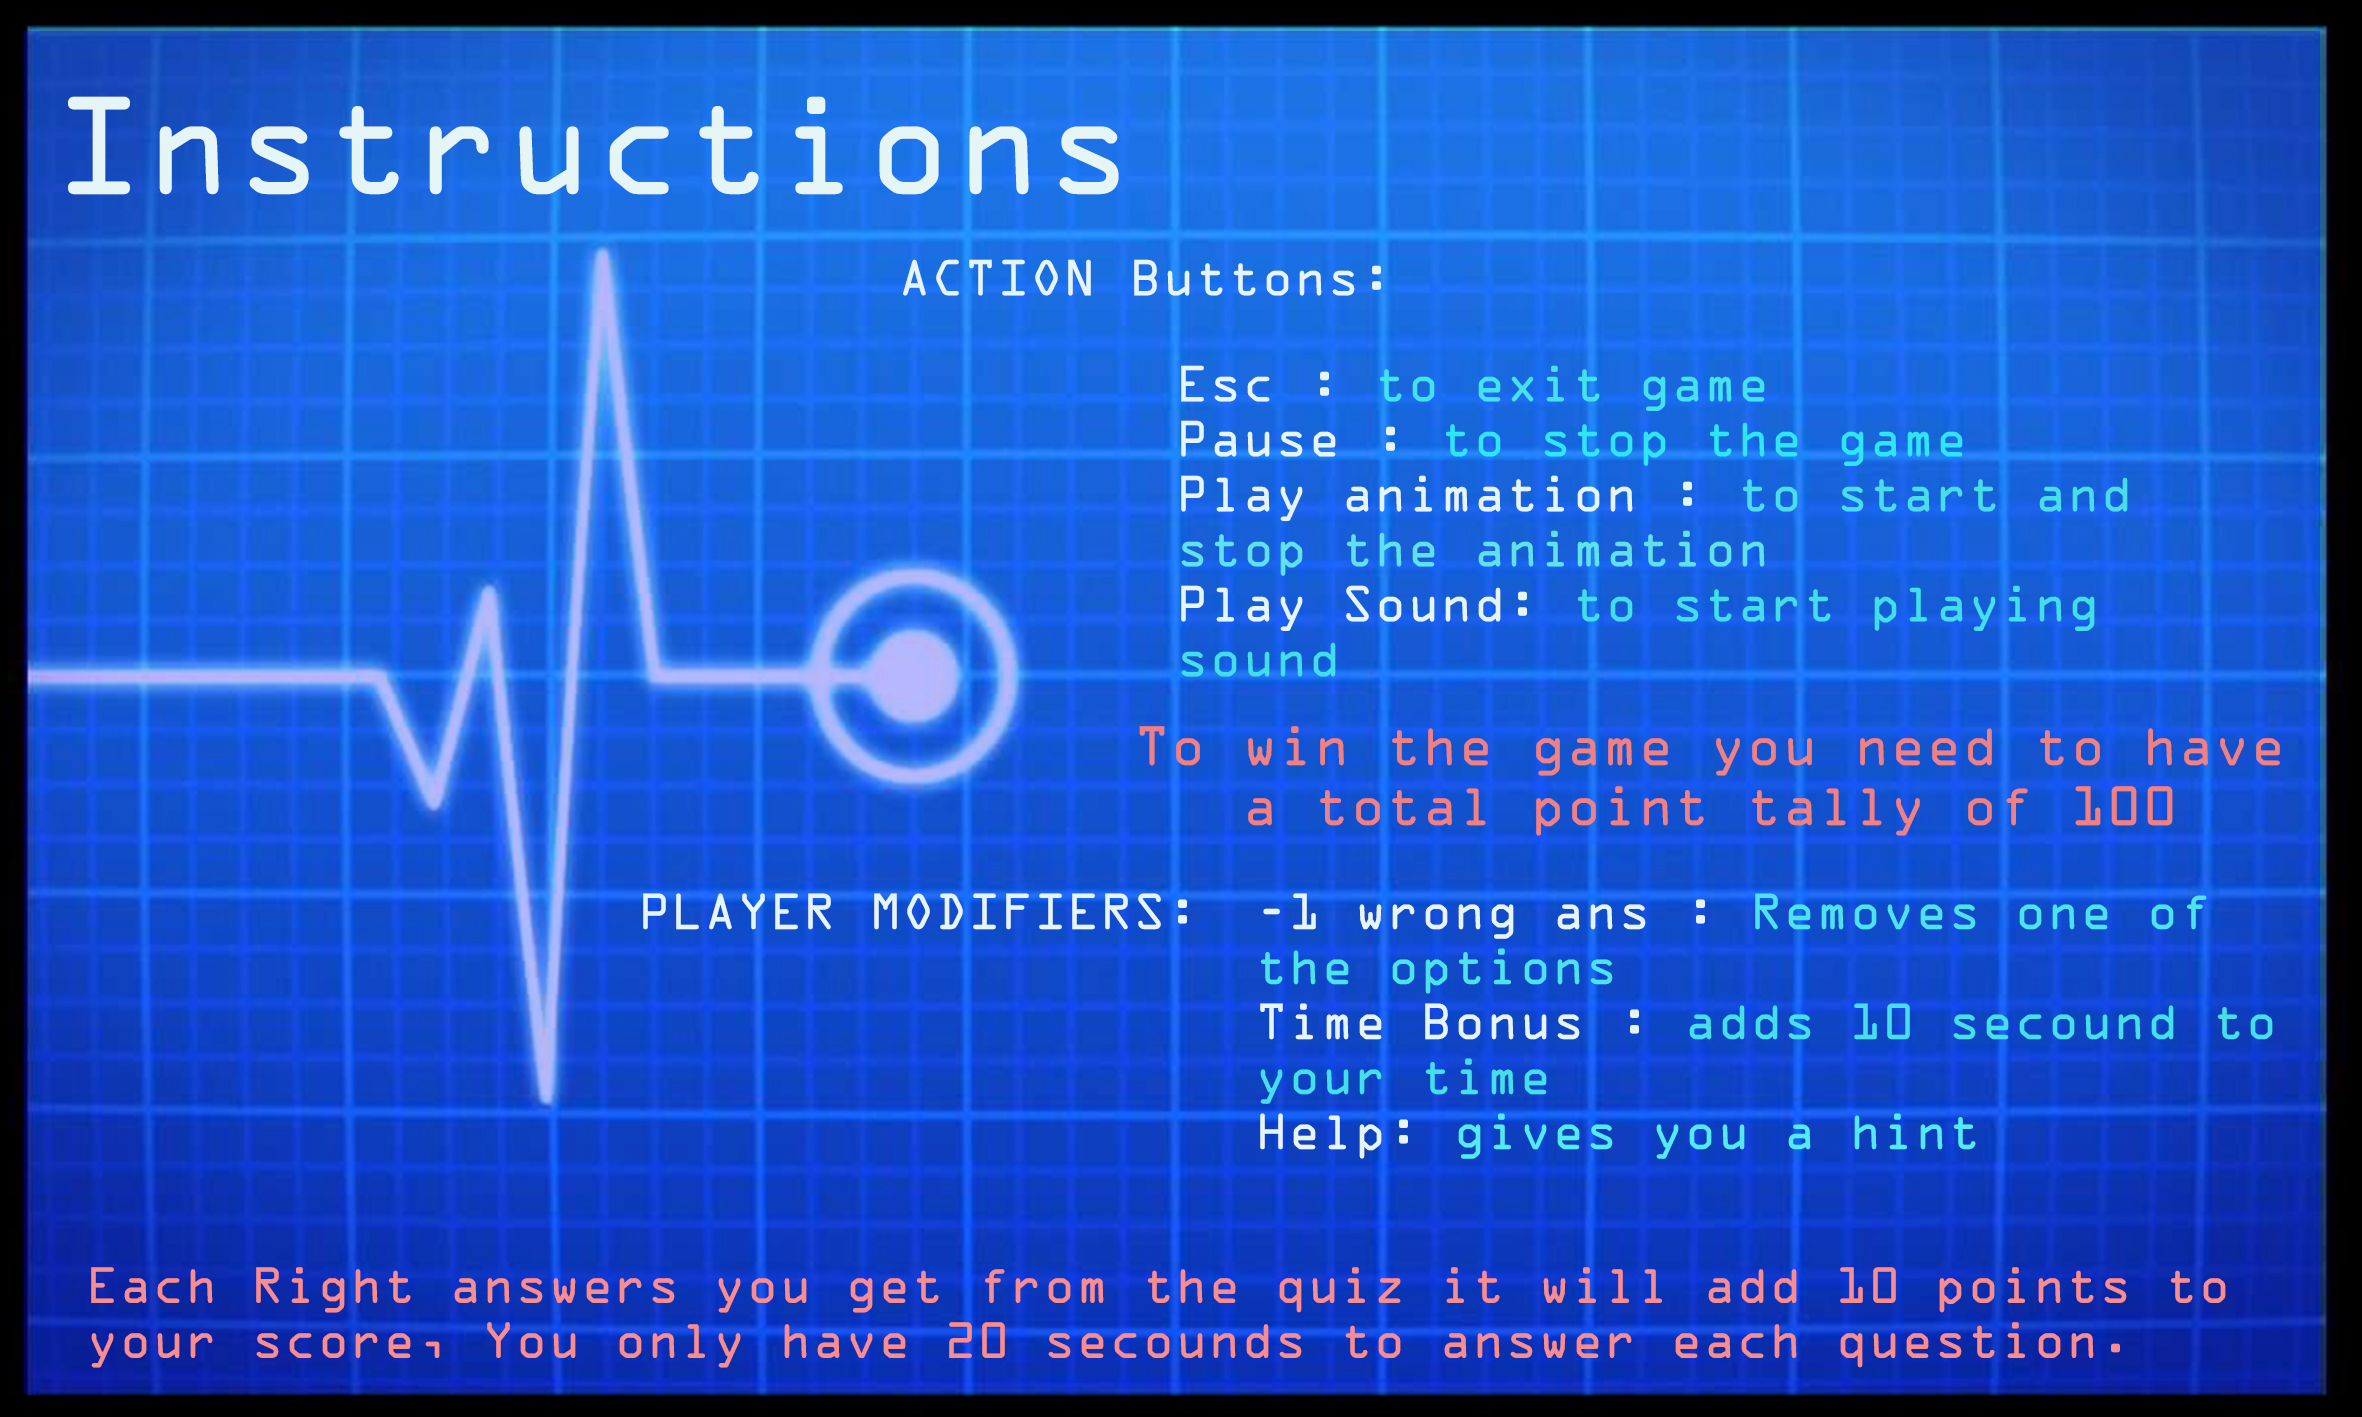 Instructions
ACTION Buttons:
Esc : to exit game
Pause : to stop the game
Play animation : to start and
stop the animation
Play Sound: to start playing
sound
To win the game you need to have
a total point tally of 100
PLAYER MODIFIERS: -1 wrong ans : Removes one of
the options
Time Bonus : adds 10 secound to
your time
Help: gives you a hint
Each Right answers you get from the quiz it will add 10 points to
your score, You only have 20 secounds to answer each question.